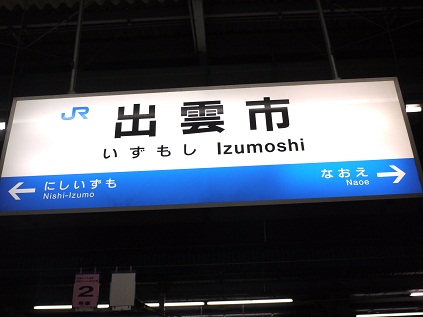 JR 出雲市
いずもし Izumoshi
← にしいずも なおえ →
Nishi-Izumo Naoe
2